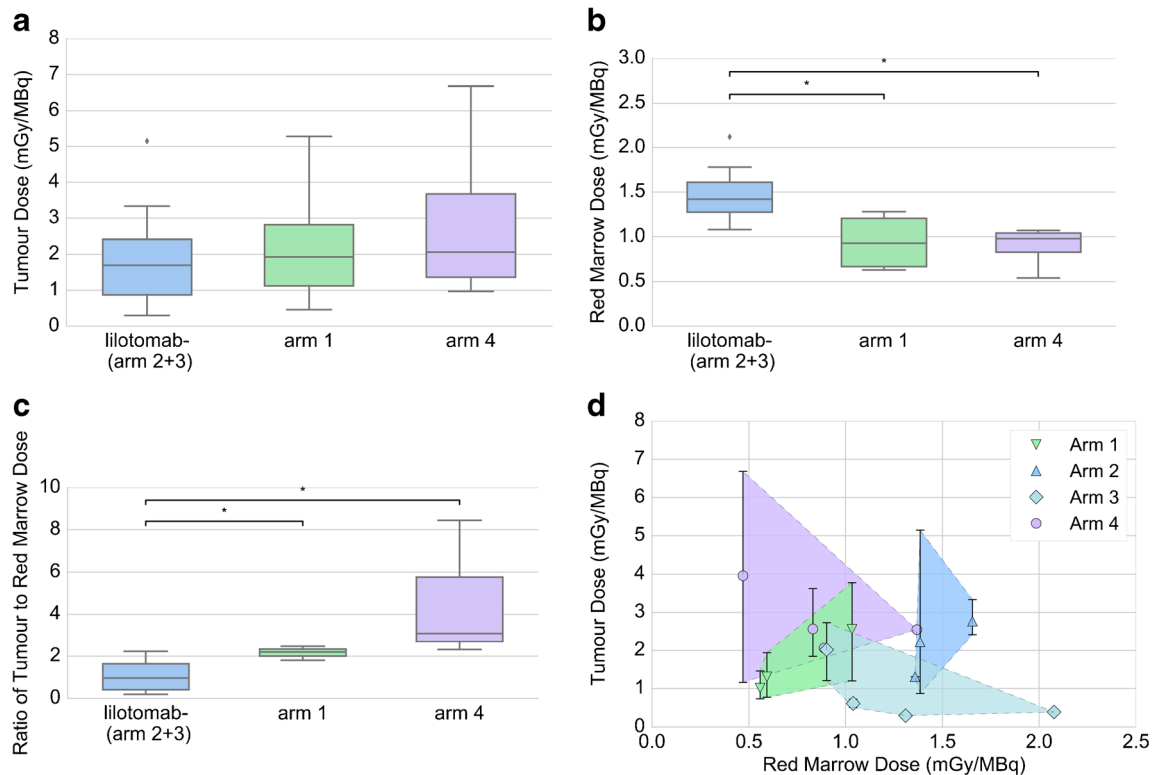 a
Tumour Dose (mGy/MBq)
8
7
6
5
4
3
2
1
0
lilotomab-
(arm 2+3)
arm 1
arm 4
b
Red Marrow Dose (mGy/MBq)
3.0
2.5
2.0
1.5
1.0
0.5
0.0
*
*
lilotomab-
(arm 2+3)
arm 1
arm 4
c
Ratio of Tumour to Red Marrow Dose
10
8
6
4
2
0
*
*
lilotomab-
(arm 2+3)
arm 1
arm 4
d
Tumour Dose (mGy/MBq)
8
7
6
5
4
3
2
1
0
Arm 1
Arm 2
Arm 3
Arm 4
0.0 0.5 1.0 1.5 2.0 2.5
Red Marrow Dose (mGy/MBq)